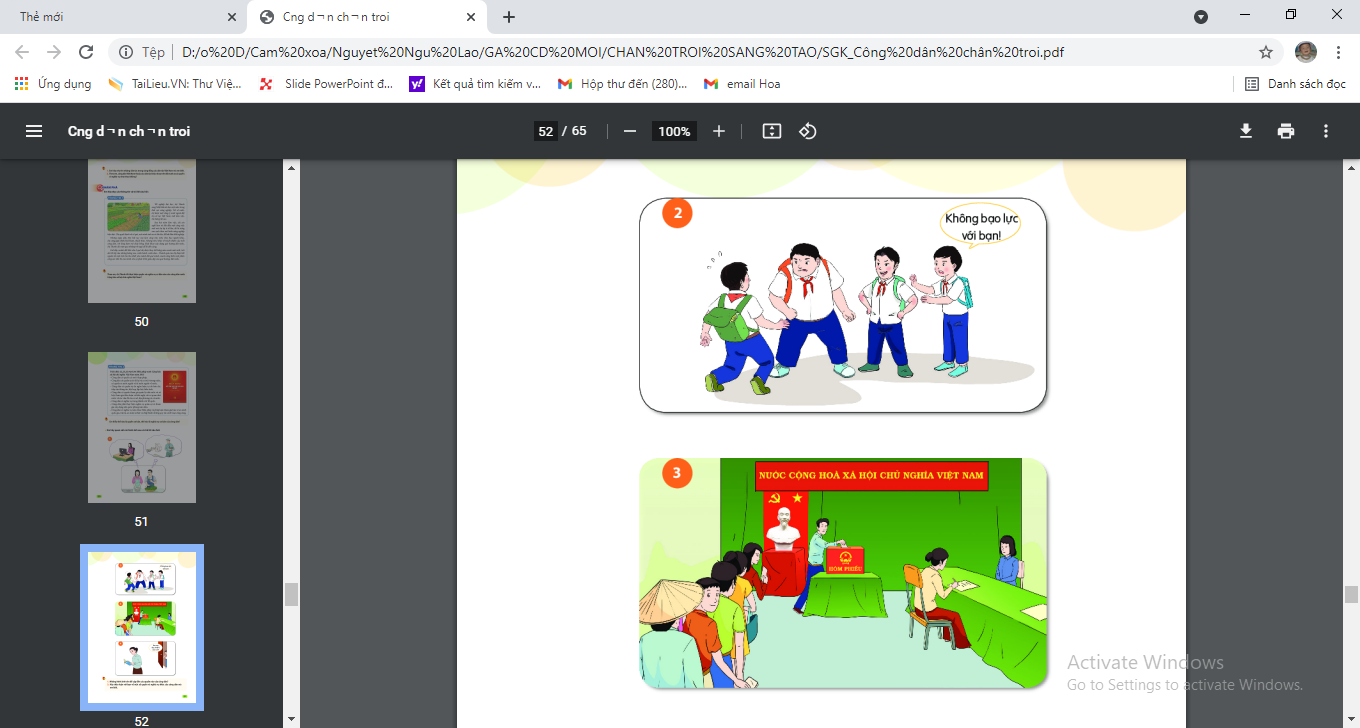 Thẻ mới
Cng d ¬ n ch ¬ n troi
Tệp
D:/o%20D/Cam%20xoa/Nguyet%20Ngu%20Lao/GA%20CD%20MOI/CHAN%20TROI%20SANG%20TAO/SGK_Công%20dân%20chân%20troi.pdf
Ứng dụng
TaiLieu.VN: Thư Việ...
Slide PowerPoint đ...
Kết quả tìm kiếm v...
Hộp thư đến (280)...
email Hoa
Danh sách đọc
Cng d ¬ n ch ¬ n troi
52 / 65
100%
50
51
52
2
Không bạo lực
với bạn!
3
NƯỚC CỘNG HOÀ XÃ HỘI CHỦ NGHĨA VIỆT NAM
HÒM PHIẾU
Activate Windows
Go to Settings to activate Windows.